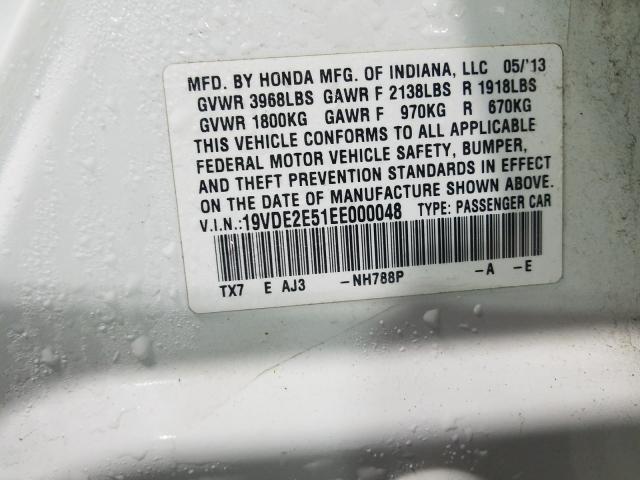 MFD. BY HONDA MFG. OF INDIANA, LLC 05/'13
GVWR 3968LBS GAWR F 2138LBS R 1918LBS
GVWR 1800KG GAWR F 970KG R 670KG
THIS VEHICLE CONFORMS TO ALL APPLICABLE
FEDERAL MOTOR VEHICLE SAFETY, BUMPER,
AND THEFT PREVENTION STANDARDS IN EFFECT
ON THE DATE OF MANUFACTURE SHOWN ABOVE.
V.I.N.:19VDE2E51EE000048 TYPE: PASSENGER CAR
TX7 E AJ3 -NH788P -A -E